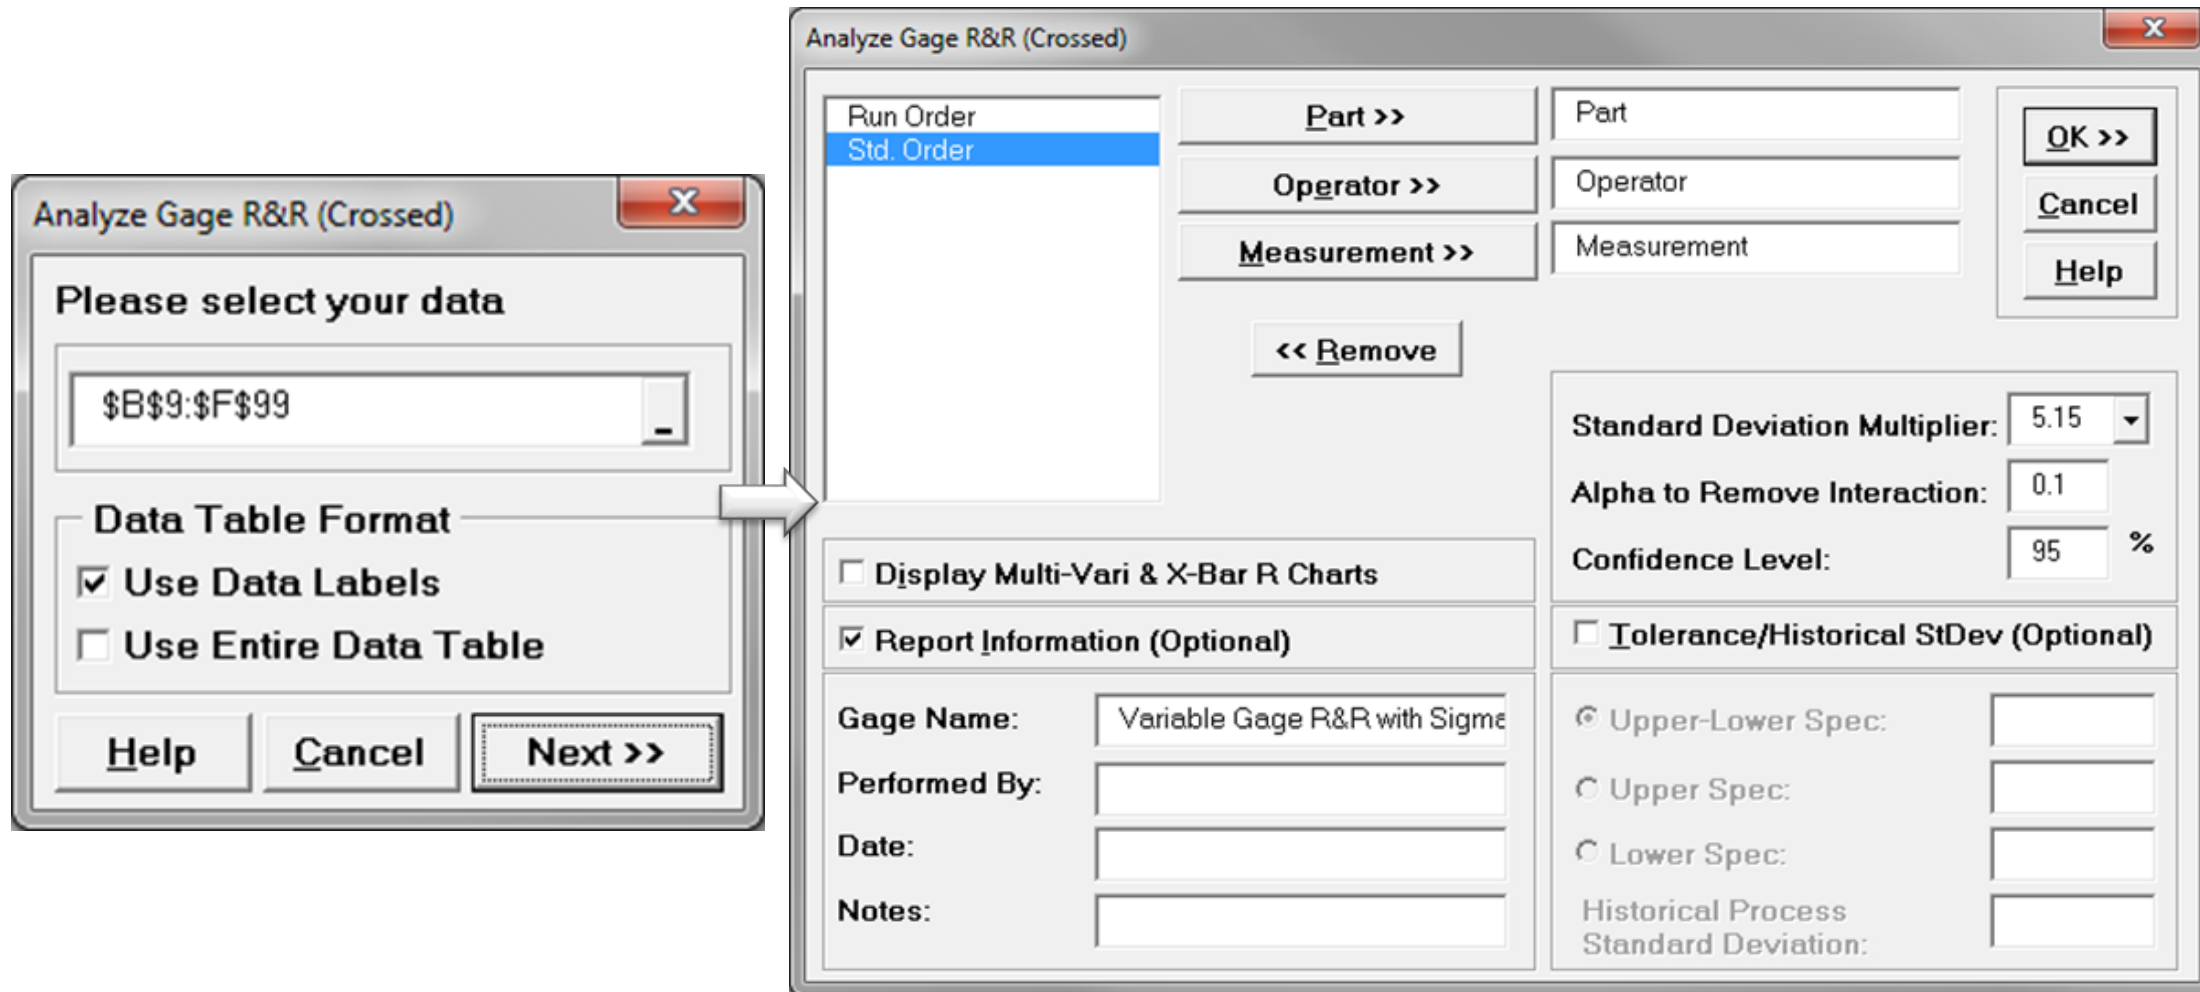 Analyze Gage R&R (Crossed)
Please select your data
$B$9:$F$99
Data Table Format
Use Data Labels
Use Entire Data Table
Help
Cancel
Next >>
Analyze Gage R&R (Crossed)
Run Order
Std. Order
Part >>
Part
Operator >>
Operator
Measurement >>
Measurement
<< Remove
OK >>
Cancel
Help
Standard Deviation Multiplier: 5.15
Alpha to Remove Interaction: 0.1
Confidence Level: 95 %
Display Multi-Vari & X-Bar R Charts
Report Information (Optional)
Tolerance/Historical StDev (Optional)
Gage Name: Variable Gage R&R with Sigma
Performed By:
Date:
Notes:
Upper-Lower Spec:
Upper Spec:
Lower Spec:
Historical Process
Standard Deviation: